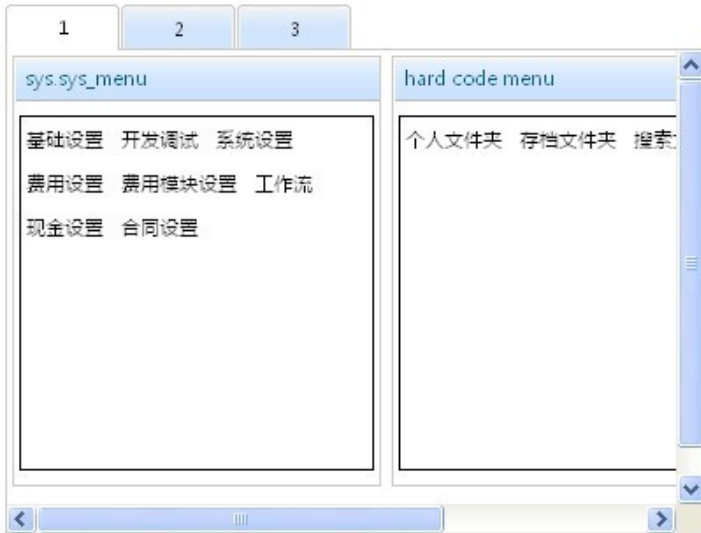 1 2 3
sys.sys_menu
基础设置 开发调试 系统设置
费用设置 费用模块设置 工作流
现金设置 合同设置
hard code menu
个人文件夹 存档文件夹 搜索